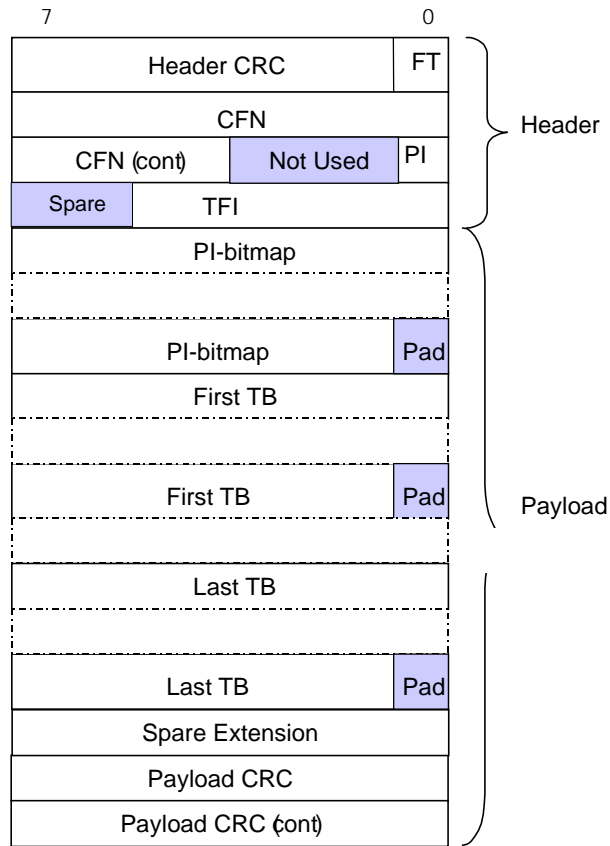 7 0
Header CRC FT
CFN
Header
CFN (cont) Not Used PI
Spare TFI
PI-bitmap
PI-bitmap Pad
First TB
First TB Pad
Payload
Last TB
Last TB Pad
Spare Extension
Payload CRC
Payload CRC (cont)